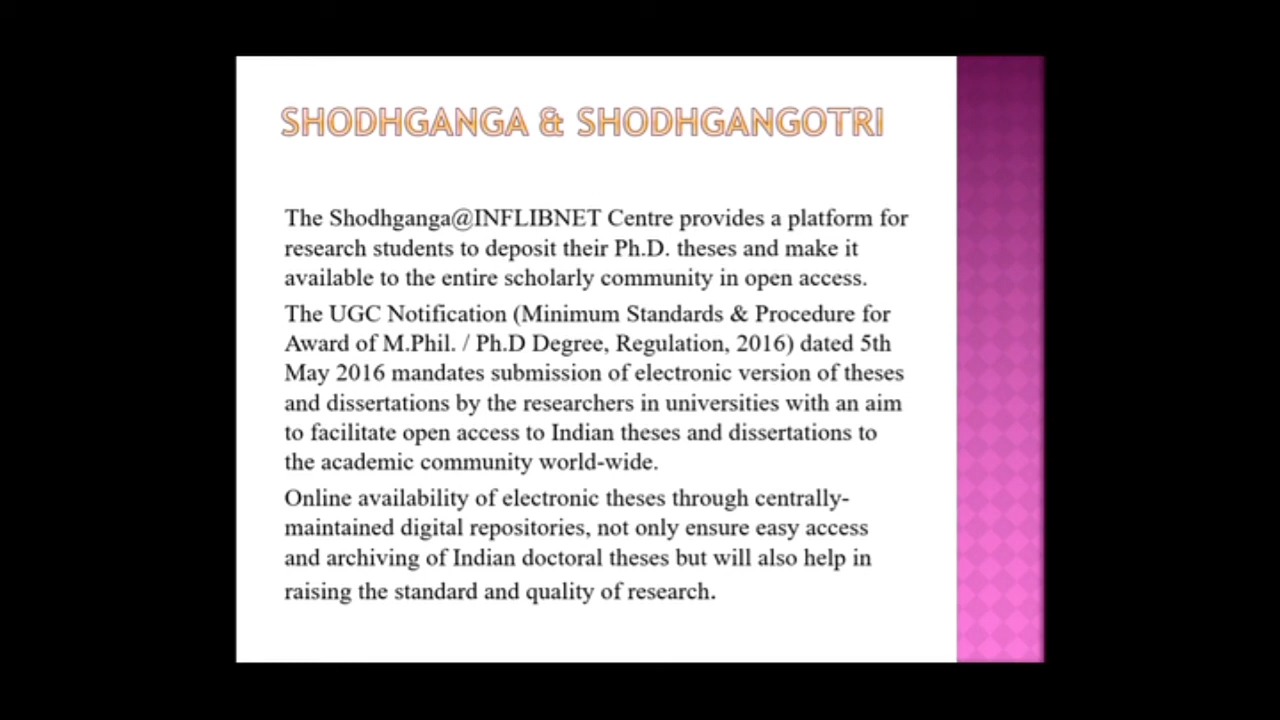 SHODHGANGA & SHODHGANGOTRI
The Shodhganga@INFLIBNET Centre provides a platform for
research students to deposit their Ph.D. theses and make it
available to the entire scholarly community in open access.
The UGC Notification (Minimum Standards & Procedure for
Award of M.Phil. / Ph.D Degree, Regulation, 2016) dated 5th
May 2016 mandates submission of electronic version of theses
and dissertations by the researchers in universities with an aim
to facilitate open access to Indian theses and dissertations to
the academic community world-wide.
Online availability of electronic theses through centrally-
maintained digital repositories, not only ensure easy access
and archiving of Indian doctoral theses but will also help in
raising the standard and quality of research.